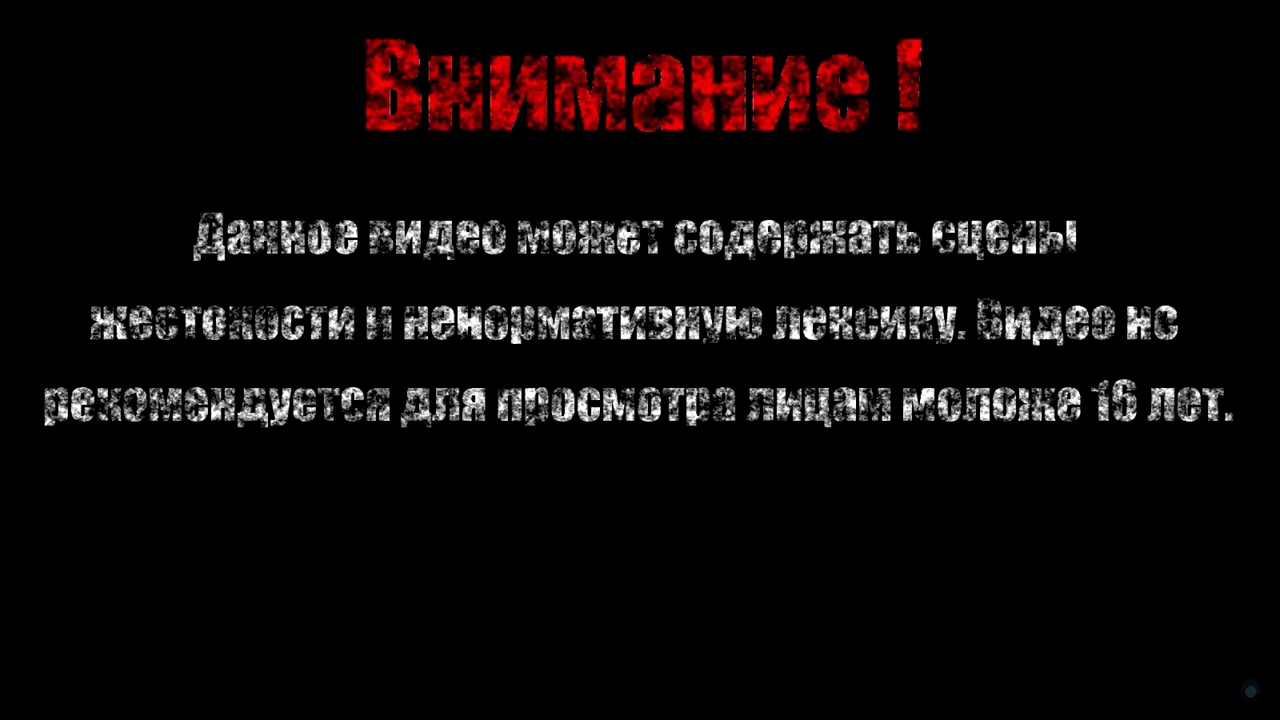 Внимание !
Данное видео может содержать сцены
жестокости и ненормативную лексику. Видео не
рекомендуется для просмотра лицам моложе 16 лет.